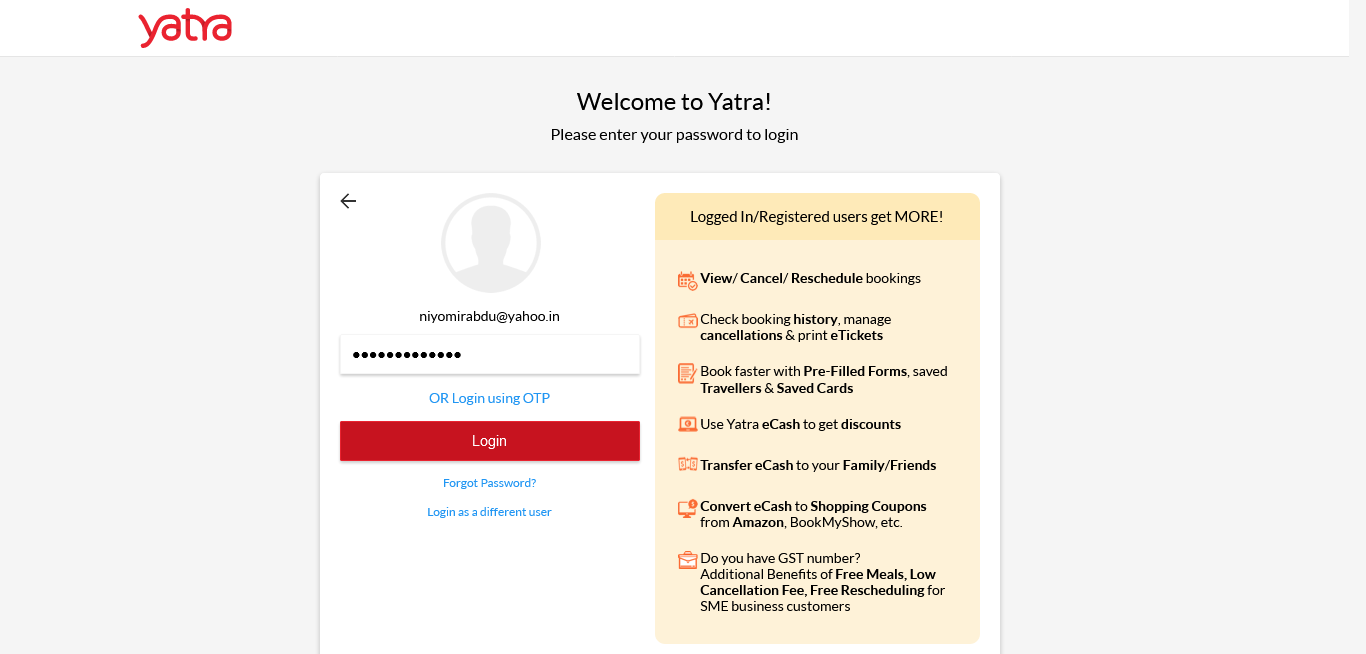 yatra
Welcome to Yatra!
Please enter your password to login
niyomirabdu@yahoo.in
•••••••••••••
OR Login using OTP
Login
Forgot Password?
Login as a different user
Logged In/Registered users get MORE!
View/ Cancel/ Reschedule bookings
Check booking history, manage
cancellations & print eTickets
Book faster with Pre-Filled Forms, saved
Travellers & Saved Cards
Use Yatra eCash to get discounts
Transfer eCash to your Family/Friends
Convert eCash to Shopping Coupons
from Amazon, BookMyShow, etc.
Do you have GST number?
Additional Benefits of Free Meals, Low
Cancellation Fee, Free Rescheduling for
SME business customers